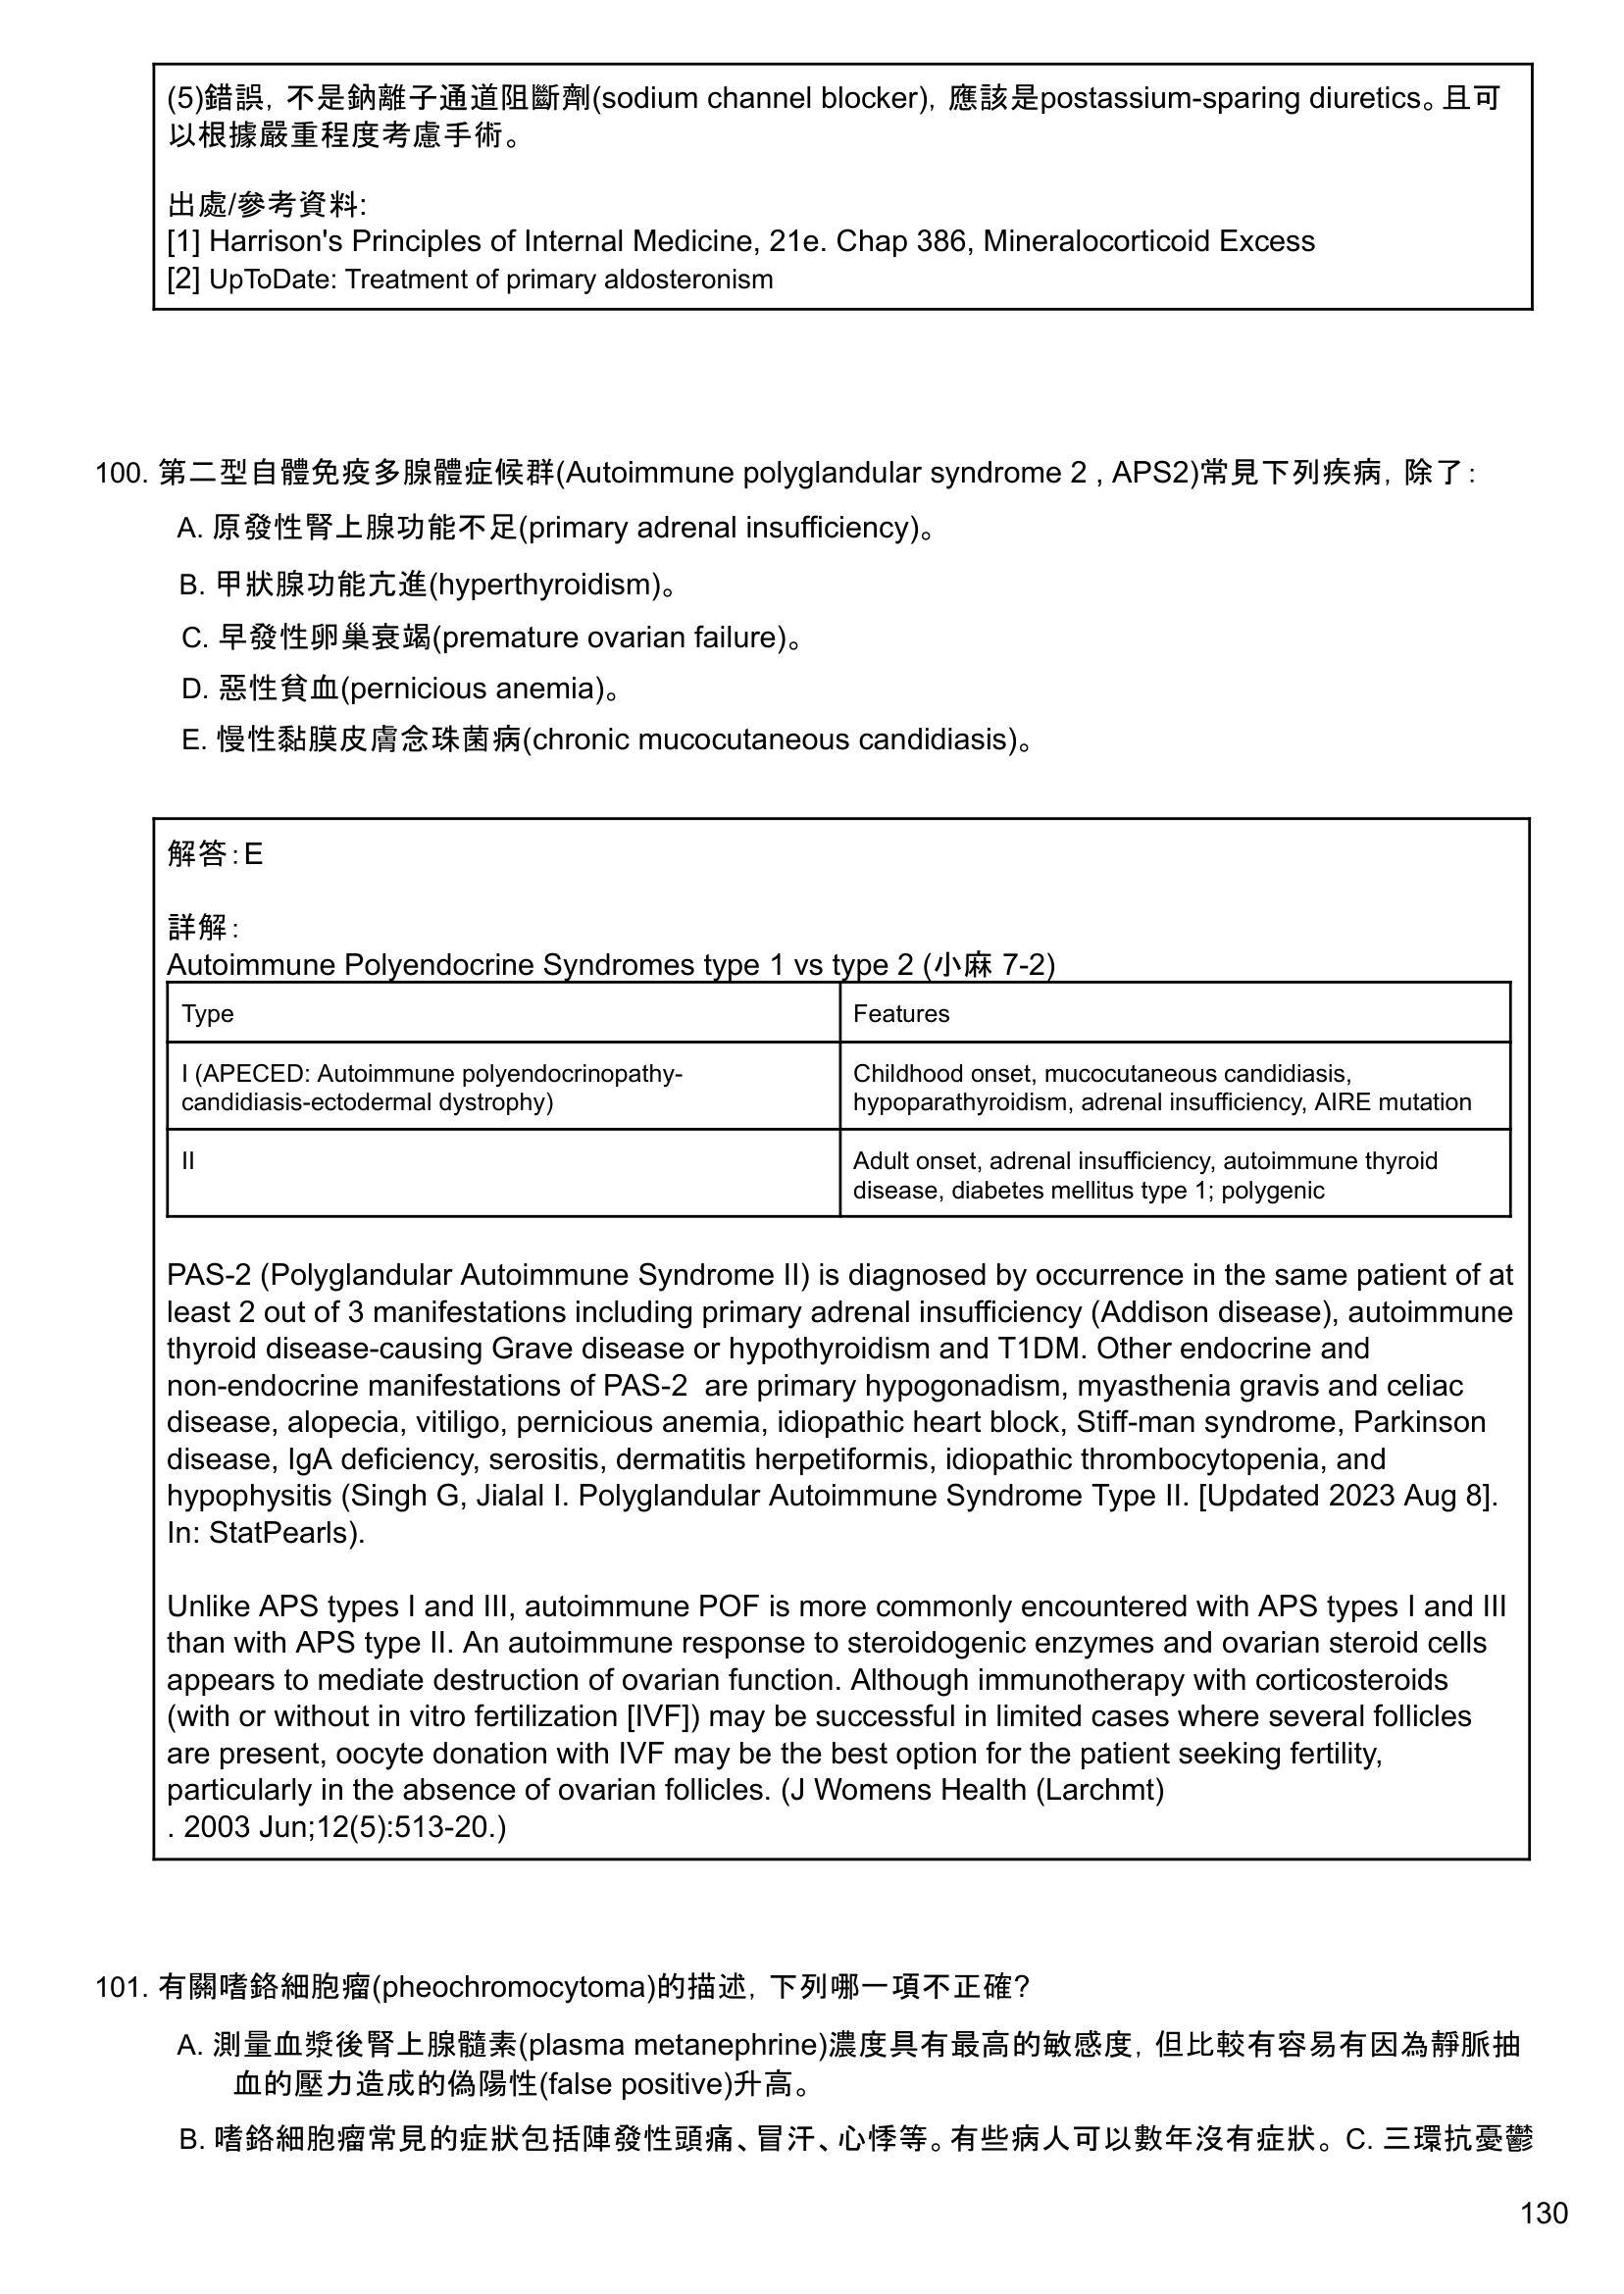 (5)錯誤，不是鈉離子通道阻斷劑(sodium channel blocker)，應該是postassium-sparing diuretics。且可
以根據嚴重程度考慮手術。
出處/參考資料:
[1] Harrison's Principles of Internal Medicine, 21e. Chap 386, Mineralocorticoid Excess
[2] UpToDate: Treatment of primary aldosteronism
100. 第二型自體免疫多腺體症候群(Autoimmune polyglandular syndrome 2 , APS2)常見下列疾病，除了：
A. 原發性腎上腺功能不足(primary adrenal insufficiency)。
B. 甲狀腺功能亢進(hyperthyroidism)。
C. 早發性卵巢衰竭(premature ovarian failure)。
D. 惡性貧血(pernicious anemia)。
E. 慢性黏膜皮膚念珠菌病(chronic mucocutaneous candidiasis)。
解答：E
詳解：
Autoimmune Polyendocrine Syndromes type 1 vs type 2 (小麻 7-2)
Type
Features
I (APECED: Autoimmune polyendocrinopathy-
candidiasis-ectodermal dystrophy)
Childhood onset, mucocutaneous candidiasis,
hypoparathyroidism, adrenal insufficiency, AIRE mutation
II
Adult onset, adrenal insufficiency, autoimmune thyroid
disease, diabetes mellitus type 1; polygenic
PAS-2 (Polyglandular Autoimmune Syndrome II) is diagnosed by occurrence in the same patient of at
least 2 out of 3 manifestations including primary adrenal insufficiency (Addison disease), autoimmune
thyroid disease-causing Grave disease or hypothyroidism and T1DM. Other endocrine and
non-endocrine manifestations of PAS-2  are primary hypogonadism, myasthenia gravis and celiac
disease, alopecia, vitiligo, pernicious anemia, idiopathic heart block, Stiff-man syndrome, Parkinson
disease, IgA deficiency, serositis, dermatitis herpetiformis, idiopathic thrombocytopenia, and
hypophysitis (Singh G, Jialal I. Polyglandular Autoimmune Syndrome Type II. [Updated 2023 Aug 8].
In: StatPearls).
Unlike APS types I and III, autoimmune POF is more commonly encountered with APS types I and III
than with APS type II. An autoimmune response to steroidogenic enzymes and ovarian steroid cells
appears to mediate destruction of ovarian function. Although immunotherapy with corticosteroids
(with or without in vitro fertilization [IVF]) may be successful in limited cases where several follicles
are present, oocyte donation with IVF may be the best option for the patient seeking fertility,
particularly in the absence of ovarian follicles. (J Womens Health (Larchmt)
. 2003 Jun;12(5):513-20.)
101. 有關嗜鉻細胞瘤(pheochromocytoma)的描述，下列哪一項不正確？
A. 測量血漿後腎上腺髓素(plasma metanephrine)濃度具有最高的敏感度，但比較有容易有因為靜脈抽
血的壓力造成的偽陽性(false positive)升高。
B. 嗜鉻細胞瘤常見的症狀包括陣發性頭痛、冒汗、心悸等。有些病人可以數年沒有症狀。C. 三環抗憂鬱
130